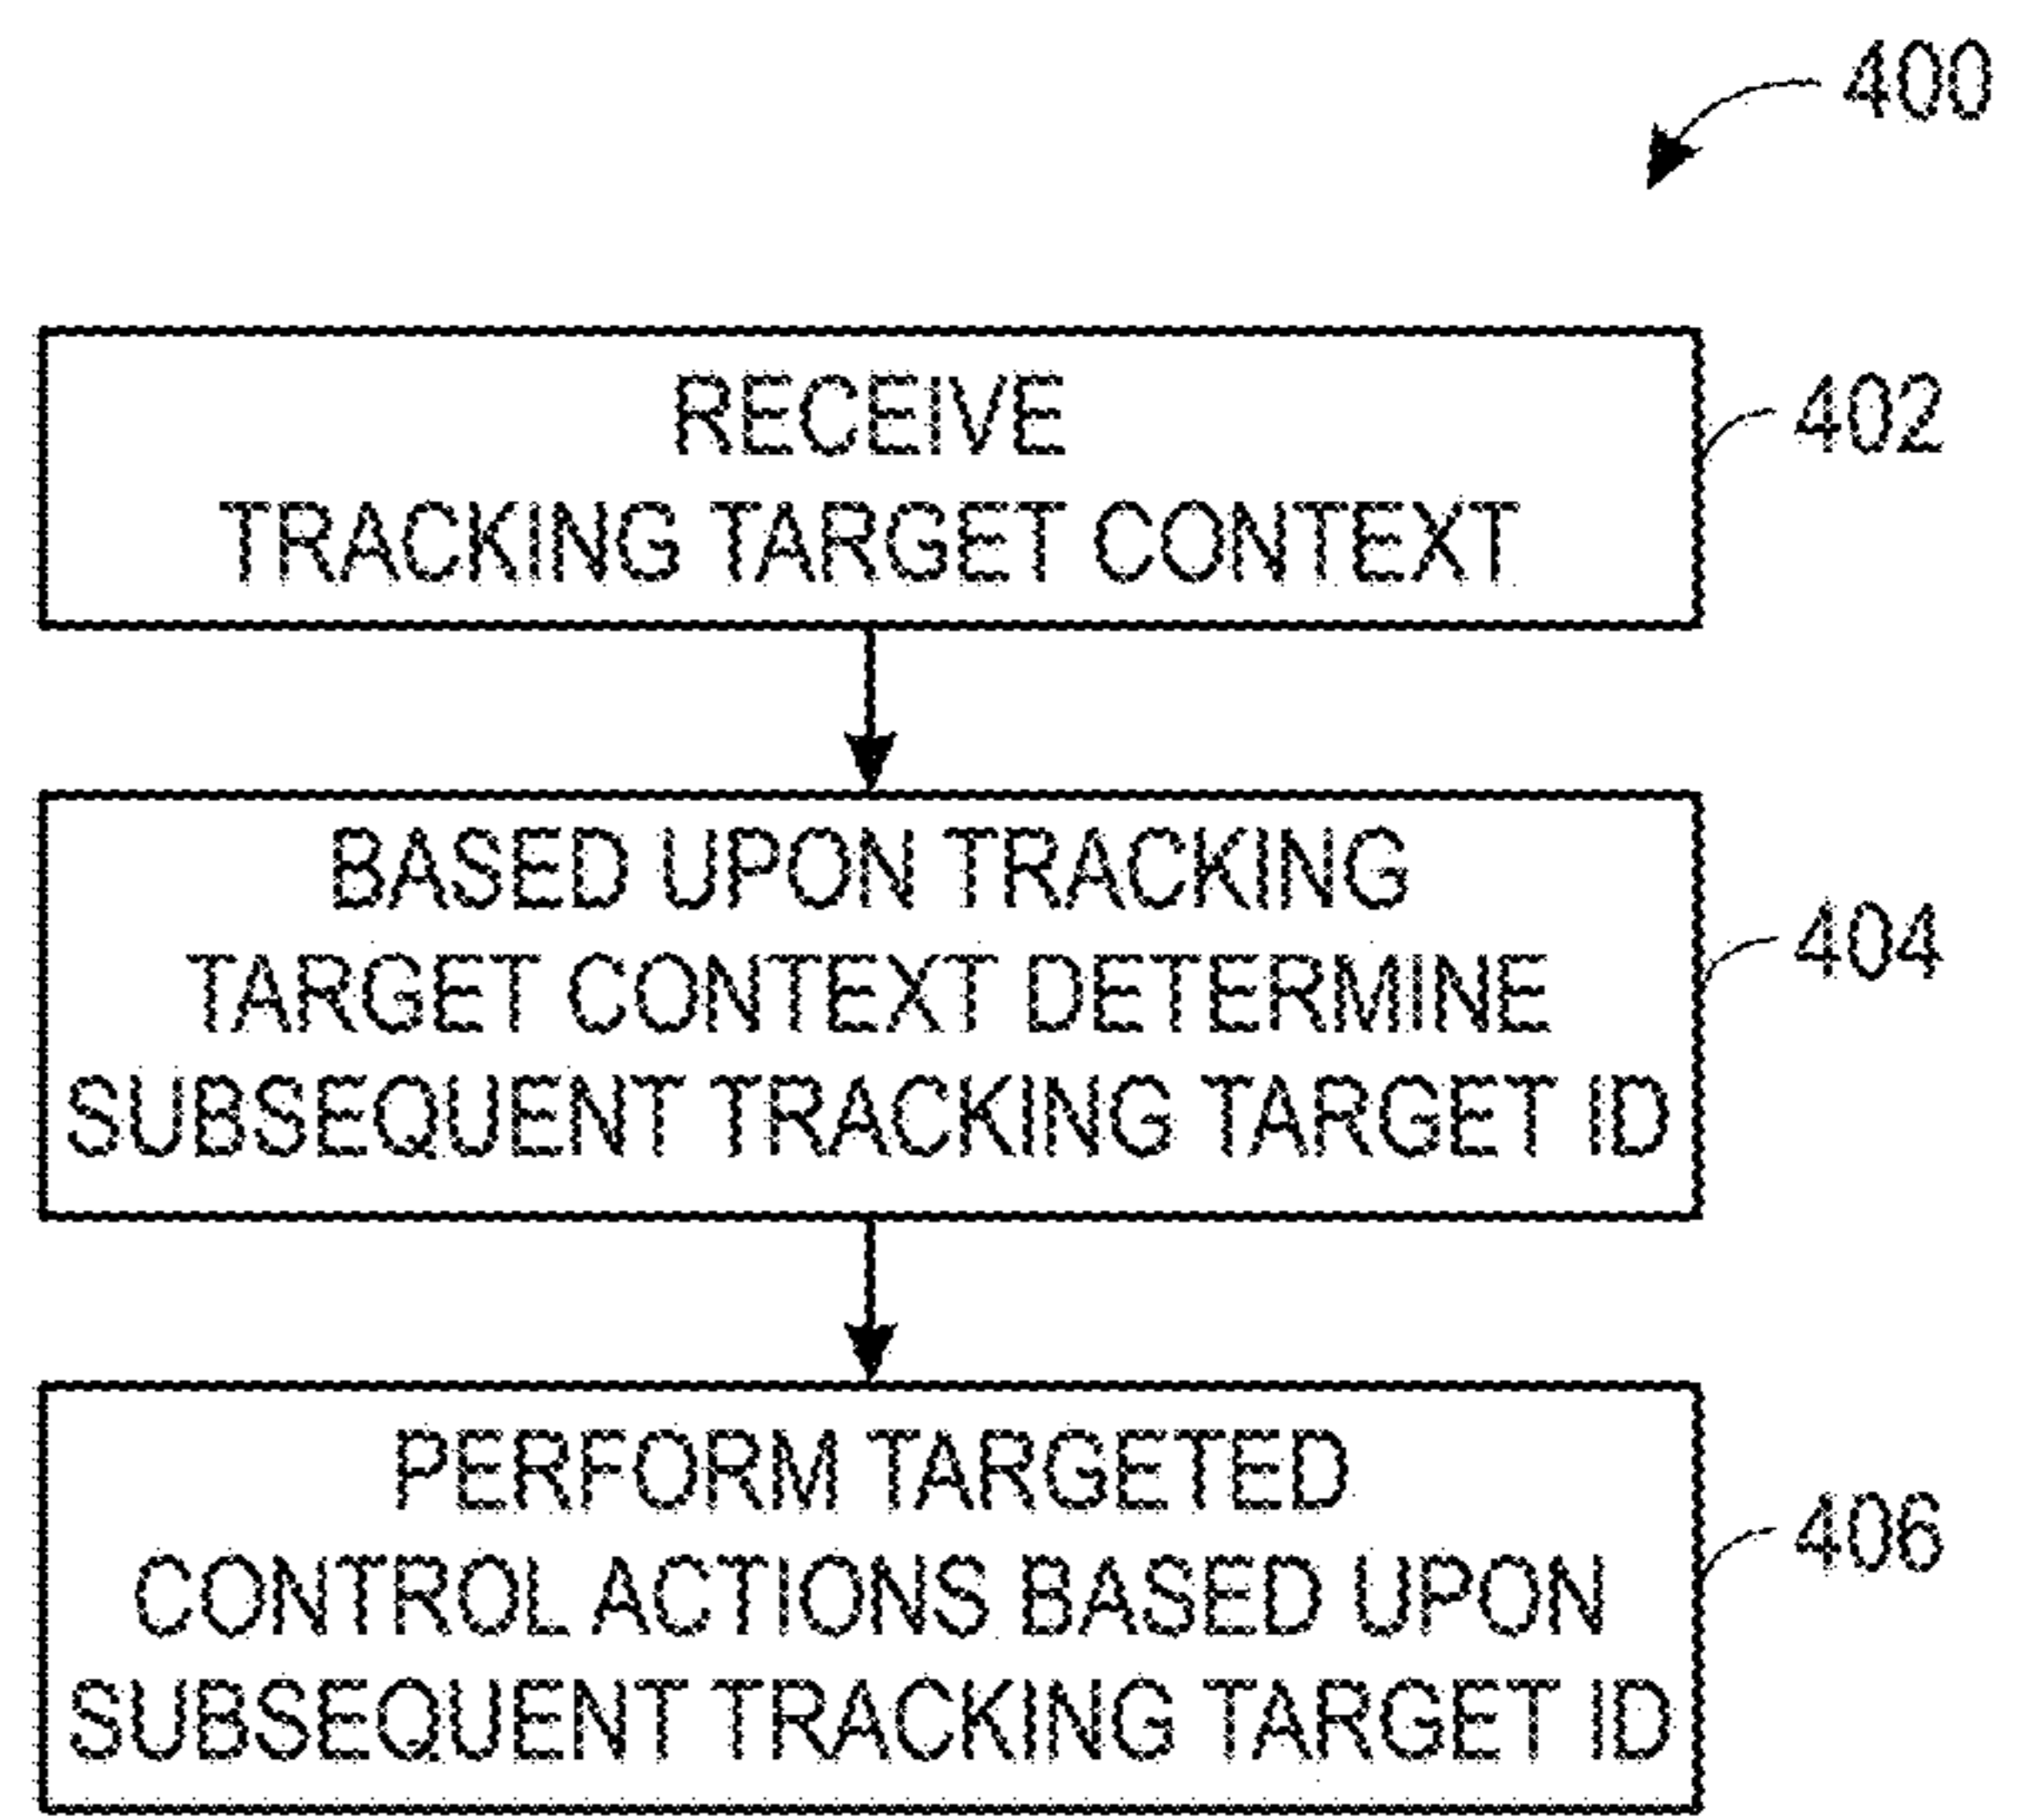 400
RECEIVE
TRACKING TARGET CONTEXT
402
BASED UPON TRACKING
TARGET CONTEXT DETERMINE
SUBSEQUENT TRACKING TARGET ID
404
PERFORM TARGETED
CONTROL ACTIONS BASED UPON
SUBSEQUENT TRACKING TARGET ID
406